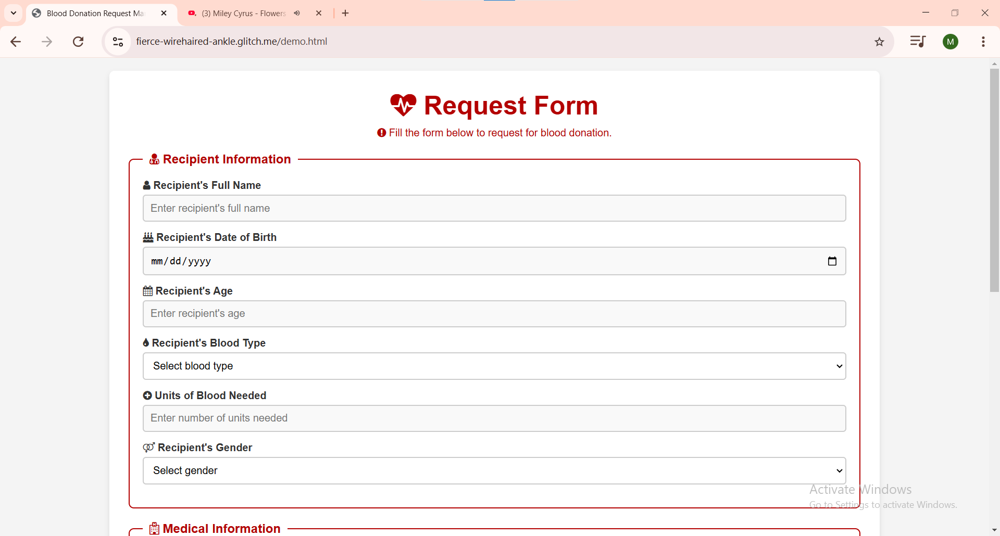 Blood Donation Request Ma
(3) Miley Cyrus - Flowers
fierce-wirehaired-ankle.glitch.me/demo.html
M
Request Form
Fill the form below to request for blood donation.
Recipient Information
Recipient's Full Name
Enter recipient's full name
Recipient's Date of Birth
mm/dd/yyyy
Recipient's Age
Enter recipient's age
Recipient's Blood Type
Select blood type
Units of Blood Needed
Enter number of units needed
Recipient's Gender
Select gender
Activate Windows
Go to Settings to activate Windows.
Medical Information